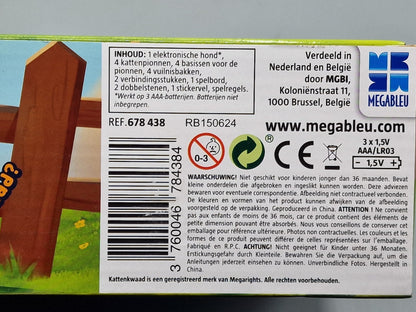 INHOUD: 1 elektronische hond*,
4 kattenpionnen, 4 basissen voor de
pionnen, 4 vuilnisbakken,
2 verbindingsstukken, 1 spelbord,
2 dobbelstenen, 1 stickervel, spelregels.
*Werkt op 3 AAA-batterijen. Batterijen niet
inbegrepen.
Verdeeld in
Nederland en België
door MGBI,
Koloniënstraat 11,
1000 Brussel, België
MEGABLEU
REF. 678 438
RB150624
www.megableu.com
0-3
3 x 1,5V
AAA/LR03
- 1,5V +
3 760046 784384
WAARSCHUWING! Niet geschikt voor kinderen jonger dan 36 maanden. Bevat
kleine onderdelen die afgebroken en ingeslikt kunnen worden. Deze gegevens
bewaren voor eventuele correspondentie. Afbeelding niet contractueel verbonden.
De kleuren en vormen van het product kunnen afwijken van de afbeelding
op de verpakking. Geproduceerd in China. ATTENTION ! Ne convient
pas aux enfants de moins de 36 mois, car ce produit contient des éléments de
petite dimension pouvant être absorbés. Nous vous conseillons de conserver cet
emballage pour référence ultérieure. Photos non contractuelles. Les couleurs et les
formes de ce produit peuvent différer de celles représentées sur l'emballage.
Fabriqué en R.P.C. ACHTUNG! Nicht geeignet für Kinder unter 36 Monaten.
Erstickungsgefahr durch Kleinteile. Bewahren Sie die Verpackung auf, um die
Anleitungen jederzeit nachlesen zu können. Unverbindliche Fotos. Hergestellt in
China.
Kattenkwaad is een geregistreerd handelsmerk van Megarights. Alle rechten voorbehouden.